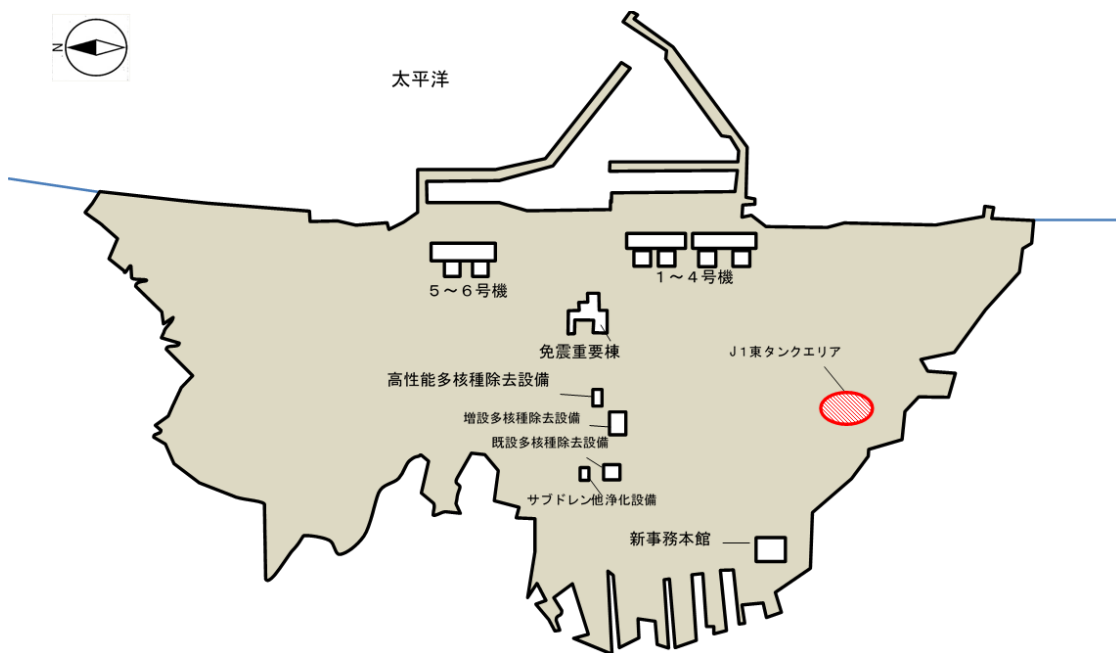 N
太平洋
５～６号機
１～４号機
免震重要棟
J１東タンクエリア
高性能多核種除去設備
増設多核種除去設備
既設多核種除去設備
サブドレン他浄化設備
新事務本館